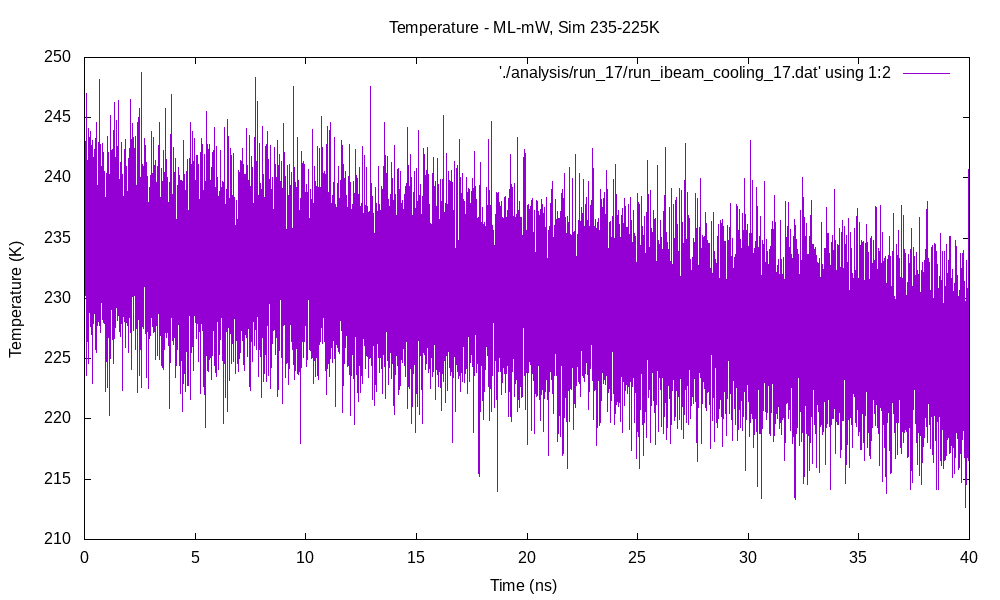 Temperature - ML-mW, Sim 235-225K
'./analysis/run_17/run_ibeam_cooling_17.dat' using 1:2
250
245
240
235
230
225
220
215
210
Temperature (K)
0 5 10 15 20 25 30 35 40
Time (ns)